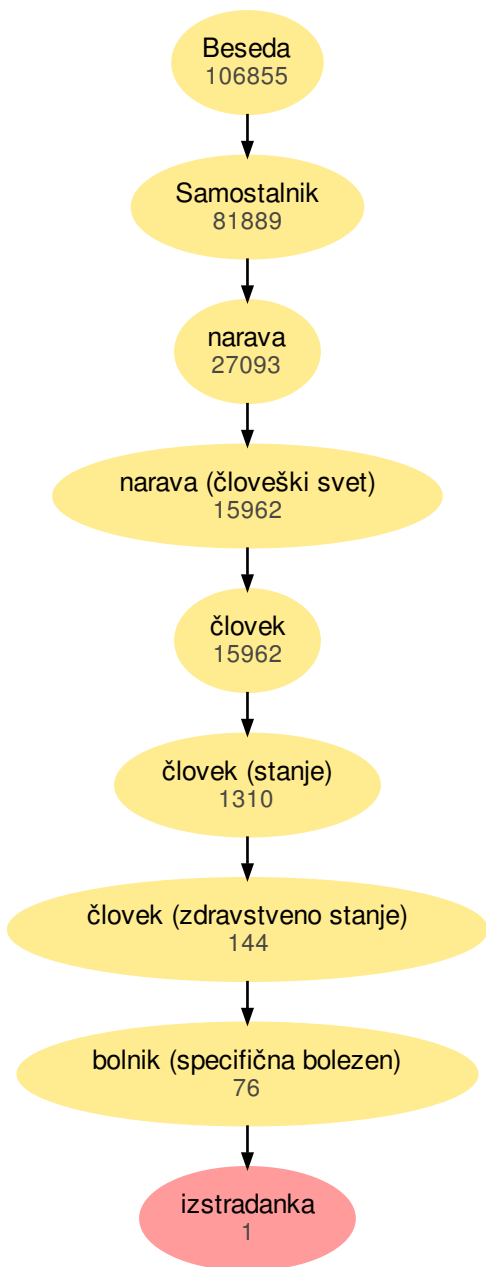 Beseda
106855
Samostalnik
81889
narava
27093
narava (človeški svet)
15962
človek
15962
človek (stanje)
1310
človek (zdravstveno stanje)
144
bolnik (specifična bolezen)
76
izstradanka
1